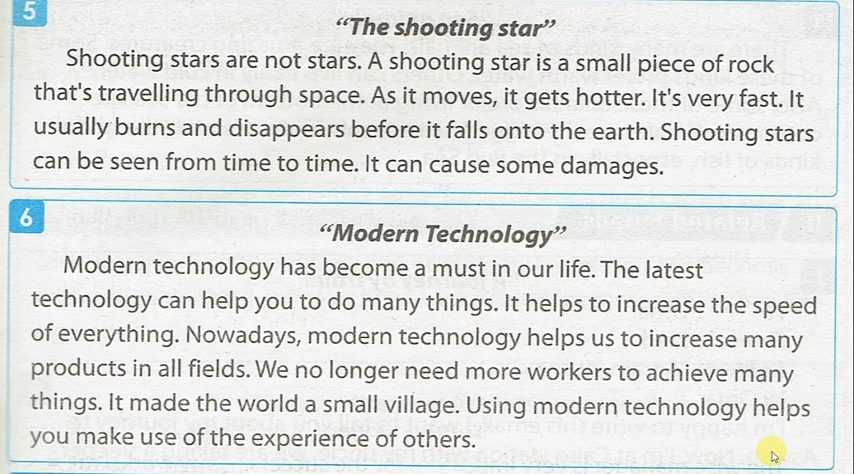 5
“The shooting star”
Shooting stars are not stars. A shooting star is a small piece of rock
that's travelling through space. As it moves, it gets hotter. It's very fast. It
usually burns and disappears before it falls onto the earth. Shooting stars
can be seen from time to time. It can cause some damages.
6
“Modern Technology”
Modern technology has become a must in our life. The latest
technology can help you to do many things. It helps to increase the speed
of everything. Nowadays, modern technology helps us to increase many
products in all fields. We no longer need more workers to achieve many
things. It made the world a small village. Using modern technology helps
you make use of the experience of others.